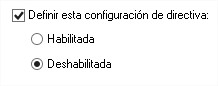 Definir esta configuración de directiva:
Habilitada
Deshabilitada